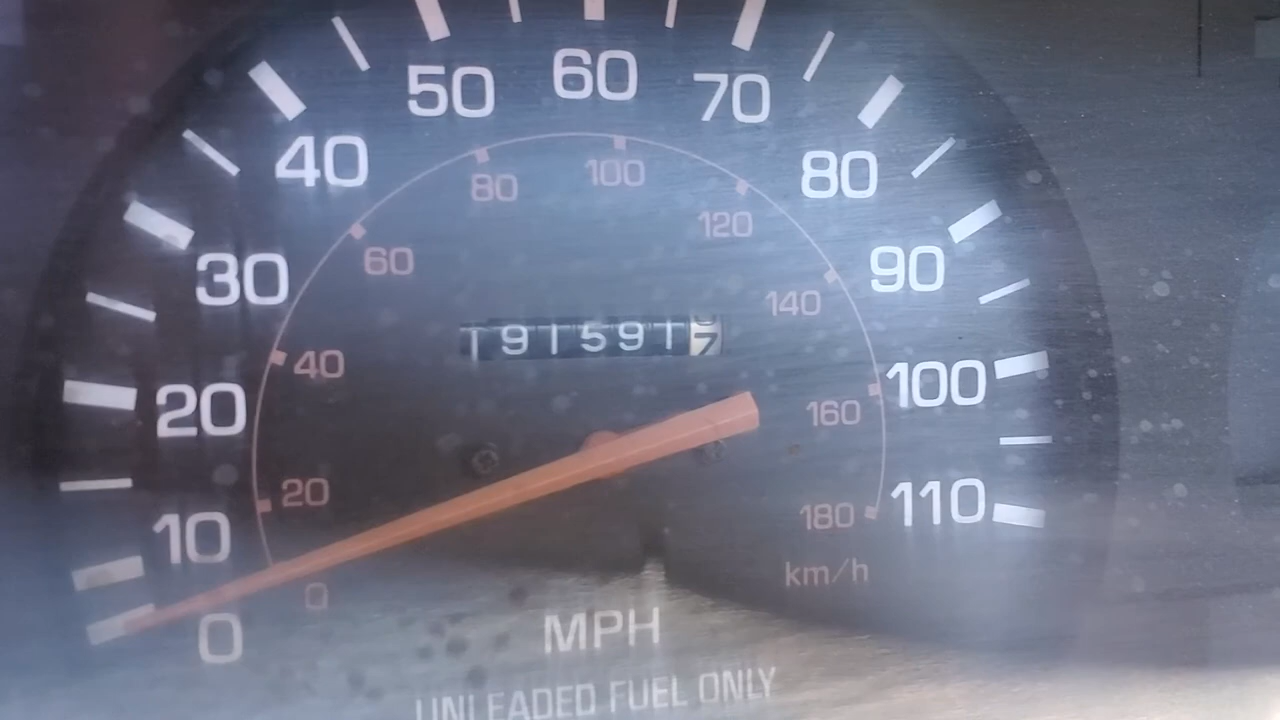 50 60 70
40 80
80 100
120
30 60 90
140
191591 7
40
20 160 100
20
10 180 110
0 km/h
0 MPH
UNLEADED FUEL ONLY